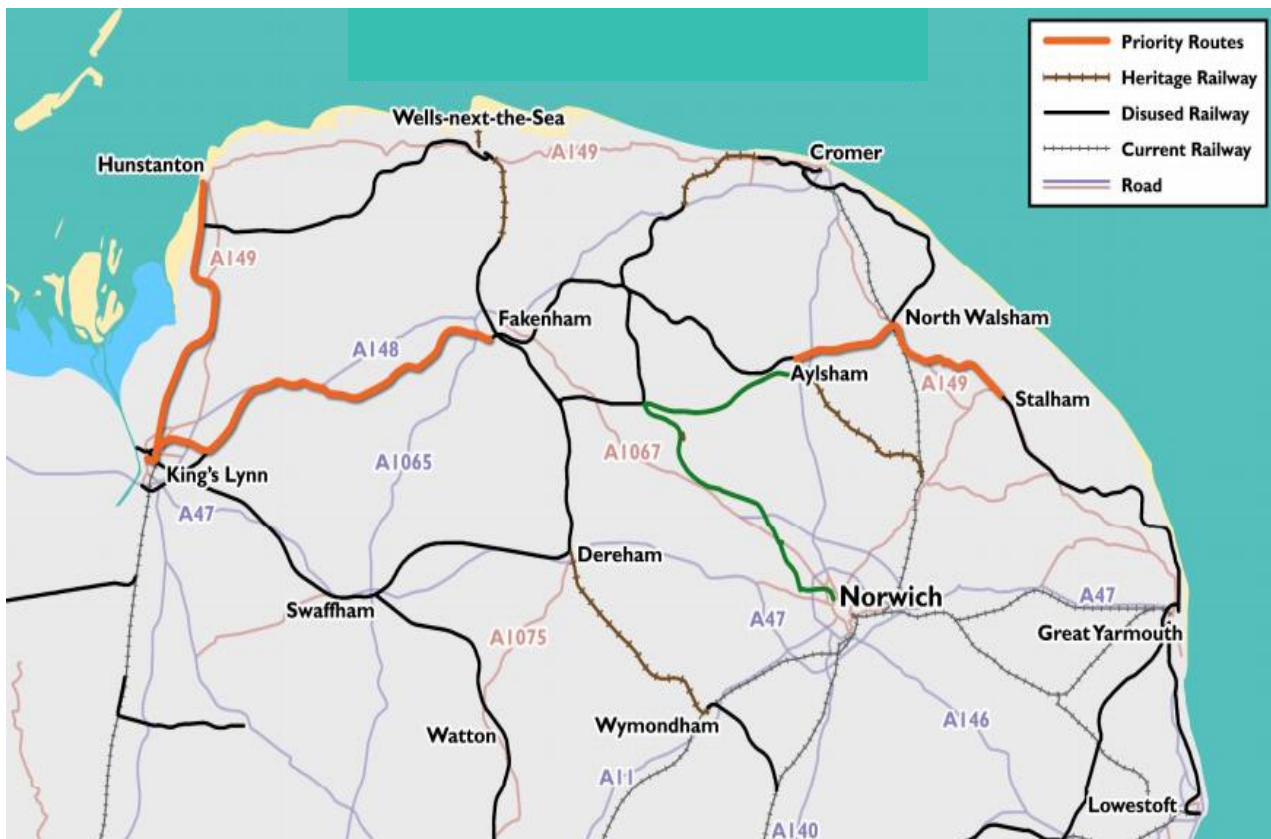 Priority Routes
Heritage Railway
Disused Railway
Current Railway
Road
Wells-next-the-Sea
Hunstanton
A149
Cromer
A149
Fakenham
North Walsham
A148
Aylsham
A149
Stalham
A1067
A1065
King's Lynn
A47
Dereham
Swaffham
Norwich
A47
A47
Great Yarmouth
A1075
Watton
Wymondham
A146
A11
Lowestoft
A140